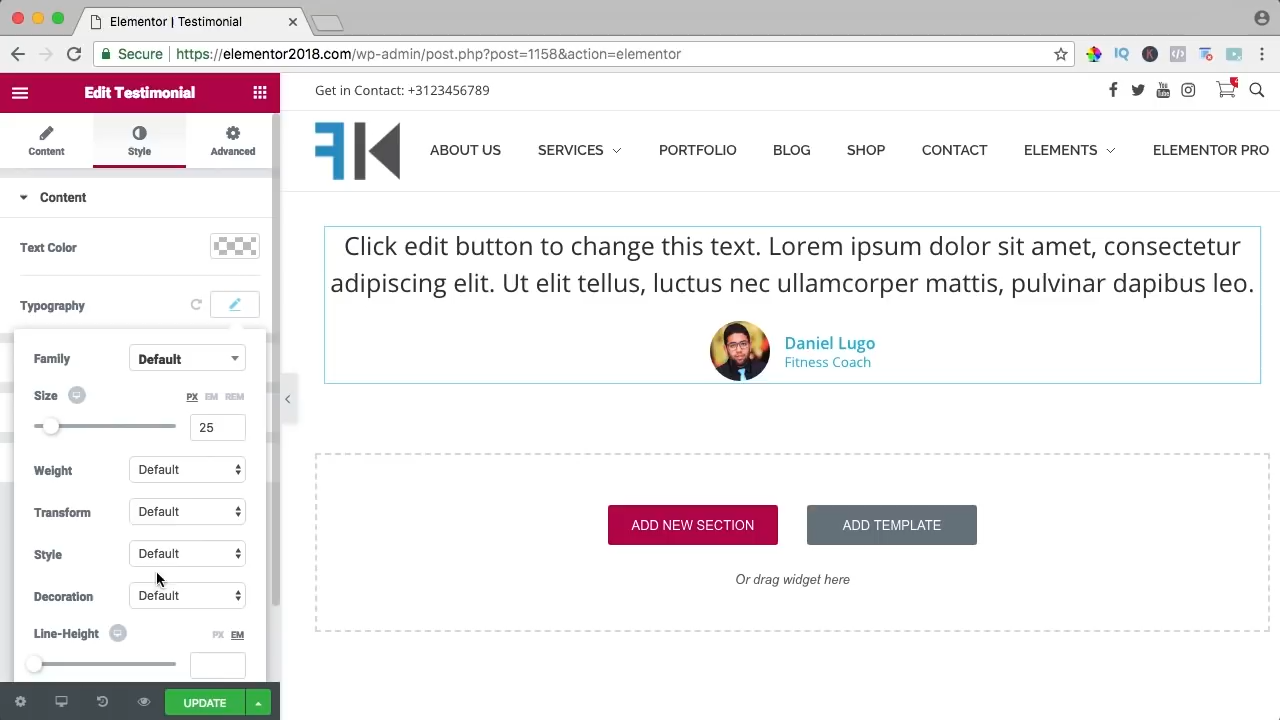 Elementor | Testimonial
Secure https://elementor2018.com/wp-admin/post.php?post=1158&action=elementor
Edit Testimonial
Content Style Advanced
Content
Text Color
Typography
Family Default
Size PX EM REM
25
Weight Default
Transform Default
Style Default
Decoration Default
Line-Height PX EM
UPDATE
Get in Contact: +3123456789
FK
ABOUT US SERVICES PORTFOLIO BLOG SHOP CONTACT ELEMENTS ELEMENTOR PRO
Click edit button to change this text. Lorem ipsum dolor sit amet, consectetur
adipiscing elit. Ut elit tellus, luctus nec ullamcorper mattis, pulvinar dapibus leo.
Daniel Lugo
Fitness Coach
ADD NEW SECTION ADD TEMPLATE
Or drag widget here